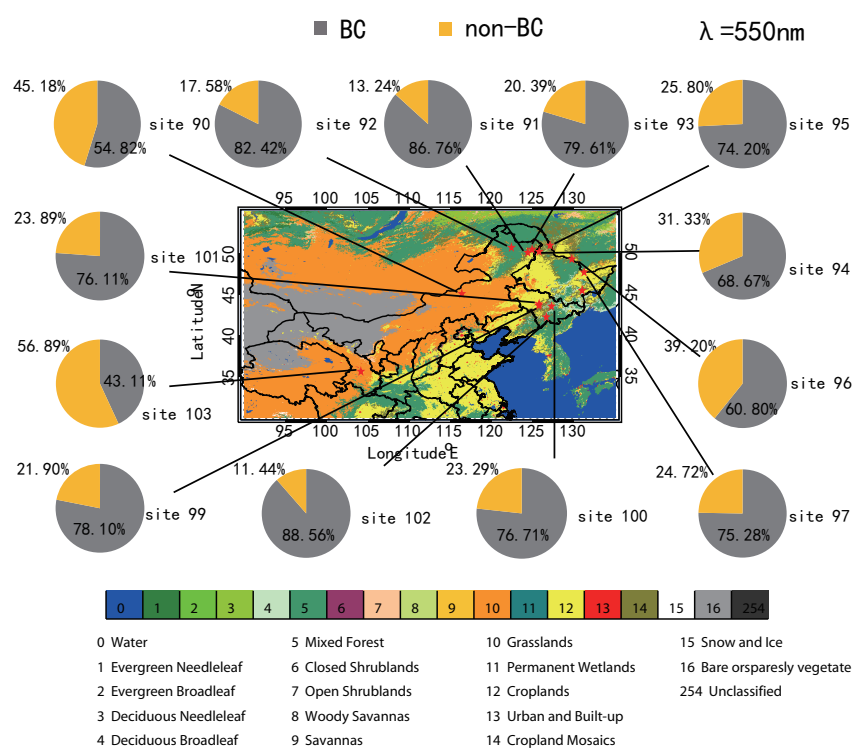 BC non-BC λ=550nm
45.18% 17.58% 13.24% 20.39% 25.80%
site 90 site 92 site 91 site 93 site 95
54.82% 82.42% 86.76% 79.61% 74.20%
95 100 105 110 115 120 125 130
23.89% 31.33%
site 101 site 94
76.11% 68.67%
50 45 40 35
Latitude°N
50 45 40 35
56.89% 39.20%
43.11% site 96
site 103 60.80%
95 100 105 110 115 120 125 130
Longitude°E
21.90% 11.44% 23.29% 24.72%
site 99 site 102 site 100 site 97
78.10% 88.56% 76.71% 75.28%
0 1 2 3 4 5 6 7 8 9 10 11 12 13 14 15 16 254
0 Water 5 Mixed Forest 10 Grasslands 15 Snow and Ice
1 Evergreen Needleleaf 6 Closed Shrublands 11 Permanent Wetlands 16 Bare orsparesly vegetate
2 Evergreen Broadleaf 7 Open Shrublands 12 Croplands 254 Unclassified
3 Deciduous Needleleaf 8 Woody Savannas 13 Urban and Built-up
4 Deciduous Broadleaf 9 Savannas 14 Cropland Mosaics